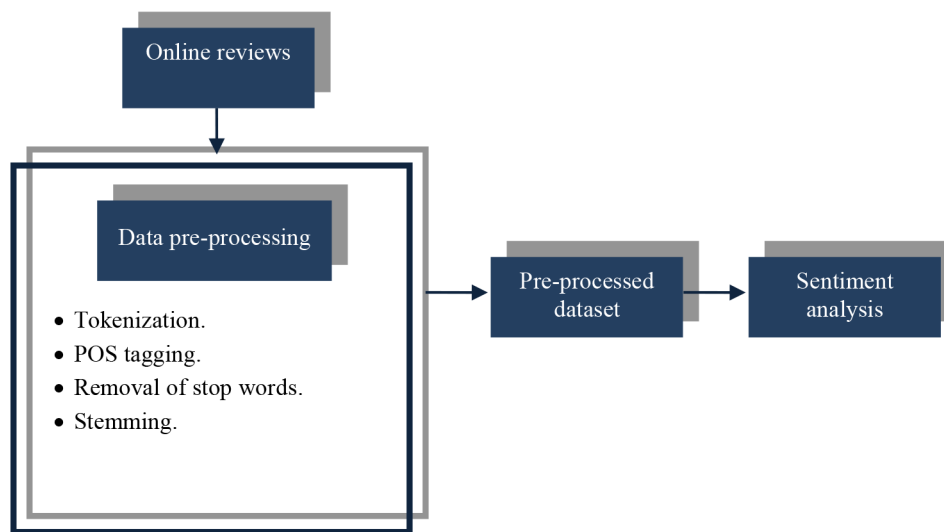 Online reviews
Data pre-processing
• Tokenization.
• POS tagging.
• Removal of stop words.
• Stemming.
Pre-processed
dataset
Sentiment
analysis